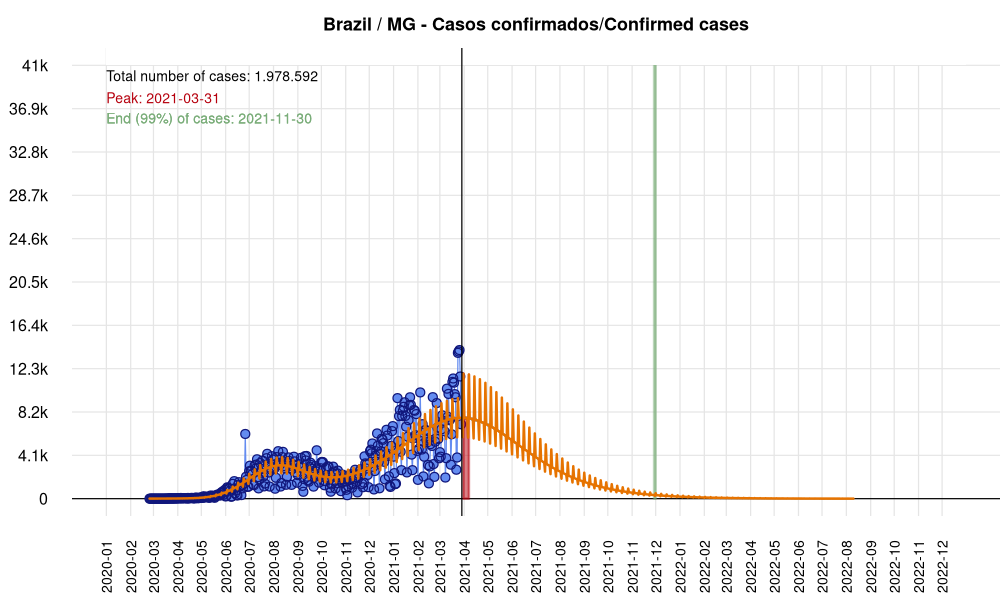 Brazil / MG - Casos confirmados/Confirmed cases
Total number of cases: 1.978.592
Peak: 2021-03-31
End (99%) of cases: 2021-11-30
41k
36.9k
32.8k
28.7k
24.6k
20.5k
16.4k
12.3k
8.2k
4.1k
0
2020-01
2020-02
2020-03
2020-04
2020-05
2020-06
2020-07
2020-08
2020-09
2020-10
2020-11
2020-12
2021-01
2021-02
2021-03
2021-04
2021-05
2021-06
2021-07
2021-08
2021-09
2021-10
2021-11
2021-12
2022-01
2022-02
2022-03
2022-04
2022-05
2022-06
2022-07
2022-08
2022-09
2022-10
2022-11
2022-12